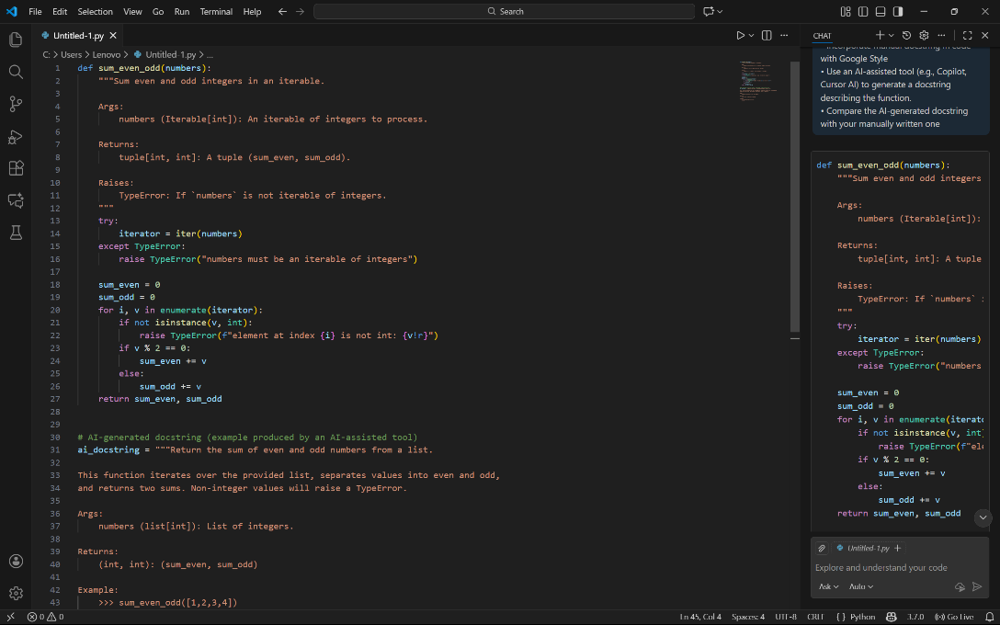 File Edit Selection View Go Run Terminal Help
Search
Untitled-1.py
C: > Users > Lenovo > Untitled-1.py > ...
1 def sum_even_odd(numbers):
2 """Sum even and odd integers in an iterable.
3
4 Args:
5 numbers (Iterable[int]): An iterable of integers to process.
6
7 Returns:
8 tuple[int, int]: A tuple (sum_even, sum_odd).
9
10 Raises:
11 TypeError: If `numbers` is not iterable of integers.
12 """
13 try:
14 iterator = iter(numbers)
15 except TypeError:
16 raise TypeError("numbers must be an iterable of integers")
17
18 sum_even = 0
19 sum_odd = 0
20 for i, v in enumerate(iterator):
21 if not isinstance(v, int):
22 raise TypeError(f"element at index {i} is not int: {v!r}")
23 if v % 2 == 0:
24 sum_even += v
25 else:
26 sum_odd += v
27 return sum_even, sum_odd
28
29
30 # AI-generated docstring (example produced by an AI-assisted tool)
31 ai_docstring = """Return the sum of even and odd numbers from a list.
32
33 This function iterates over the provided list, separates values into even and odd,
34 and returns two sums. Non-integer values will raise a TypeError.
35
36 Args:
37 numbers (list[int]): List of integers.
38
39 Returns:
40 (int, int): (sum_even, sum_odd)
41
42 Example:
43 >>> sum_even_odd([1,2,3,4])
CHAT
• Incorporate manual docstring in code
with Google Style
• Use an AI-assisted tool (e.g., Copilot,
Cursor AI) to generate a docstring
describing the function.
• Compare the AI-generated docstring
with your manually written one
def sum_even_odd(numbers):
"""Sum even and odd integers
Args:
numbers (Iterable[int]):
Returns:
tuple[int, int]: A tuple
Raises:
TypeError: If `numbers`
"""
try:
iterator = iter(numbers)
except TypeError:
raise TypeError("numbers
sum_even = 0
sum_odd = 0
for i, v in enumerate(iterato
if not isinstance(v, int
raise TypeError(f"ele
if v % 2 == 0:
sum_even += v
else:
sum_odd += v
return sum_even, sum_odd
Untitled-1.py
Explore and understand your code
Ask Auto
0 0 Ln 45, Col 4 Spaces: 4 UTF-8 CRLF { } Python 3.7.0 Go Live